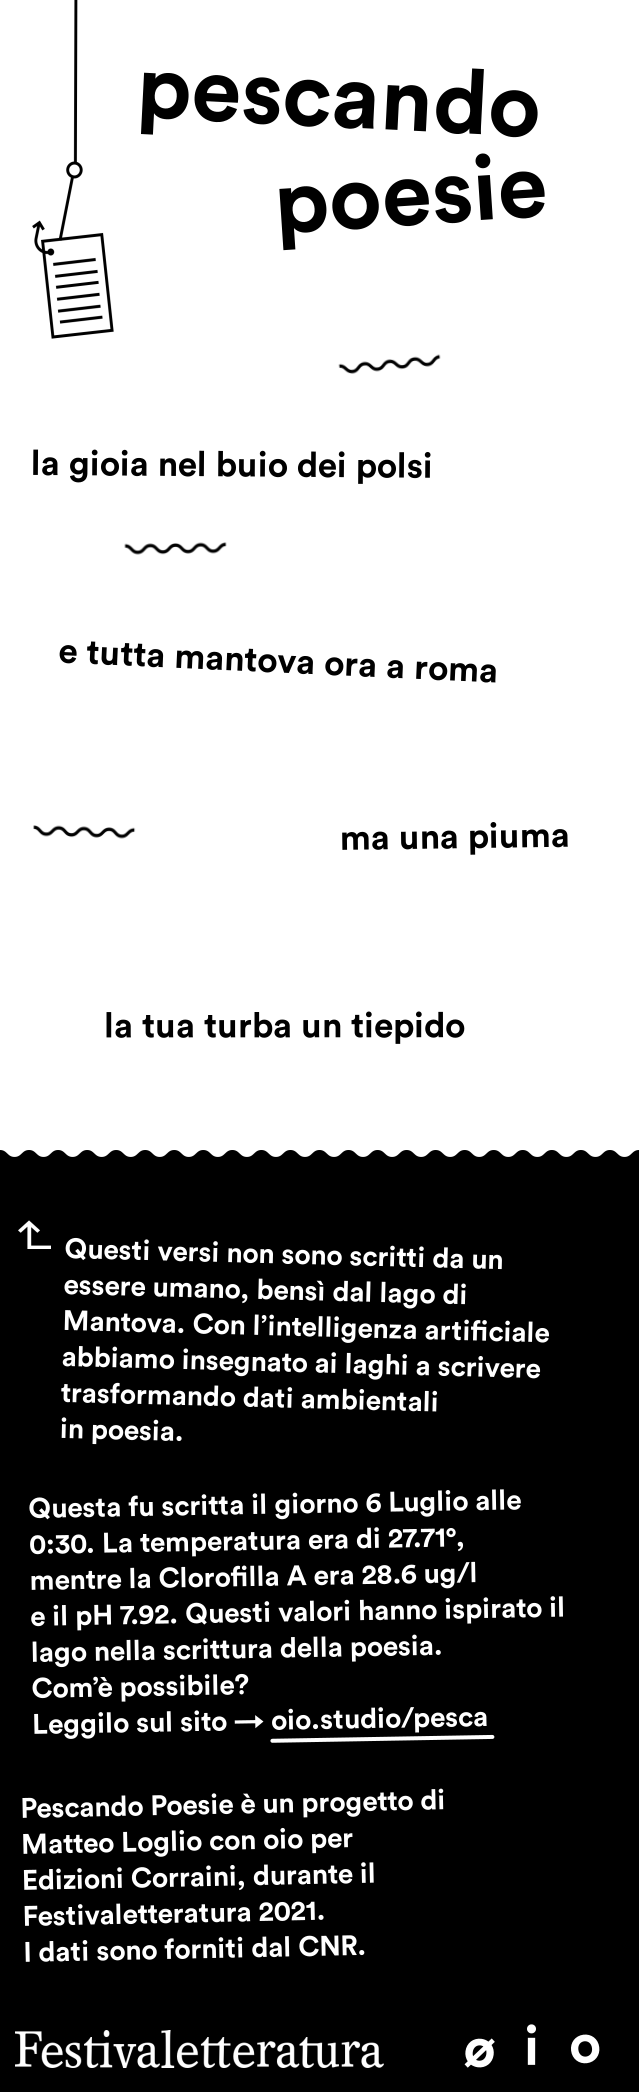 pescando
poesie
la gioia nel buio dei polsi
e tutta mantova ora a roma
ma una piuma
la tua turba un tiepido
Questi versi non sono scritti da un
essere umano, bensì dal lago di
Mantova. Con l’intelligenza artificiale
abbiamo insegnato ai laghi a scrivere
trasformando dati ambientali
in poesia.
Questa fu scritta il giorno 6 Luglio alle
0:30. La temperatura era di 27.71°,
mentre la Clorofilla A era 28.6 ug/l
e il pH 7.92. Questi valori hanno ispirato il
lago nella scrittura della poesia.
Com’è possibile?
Leggilo sul sito → oio.studio/pesca
Pescando Poesie è un progetto di
Matteo Loglio con oio per
Edizioni Corraini, durante il
Festivaletteratura 2021.
I dati sono forniti dal CNR.
Festivaletteratura ø i o